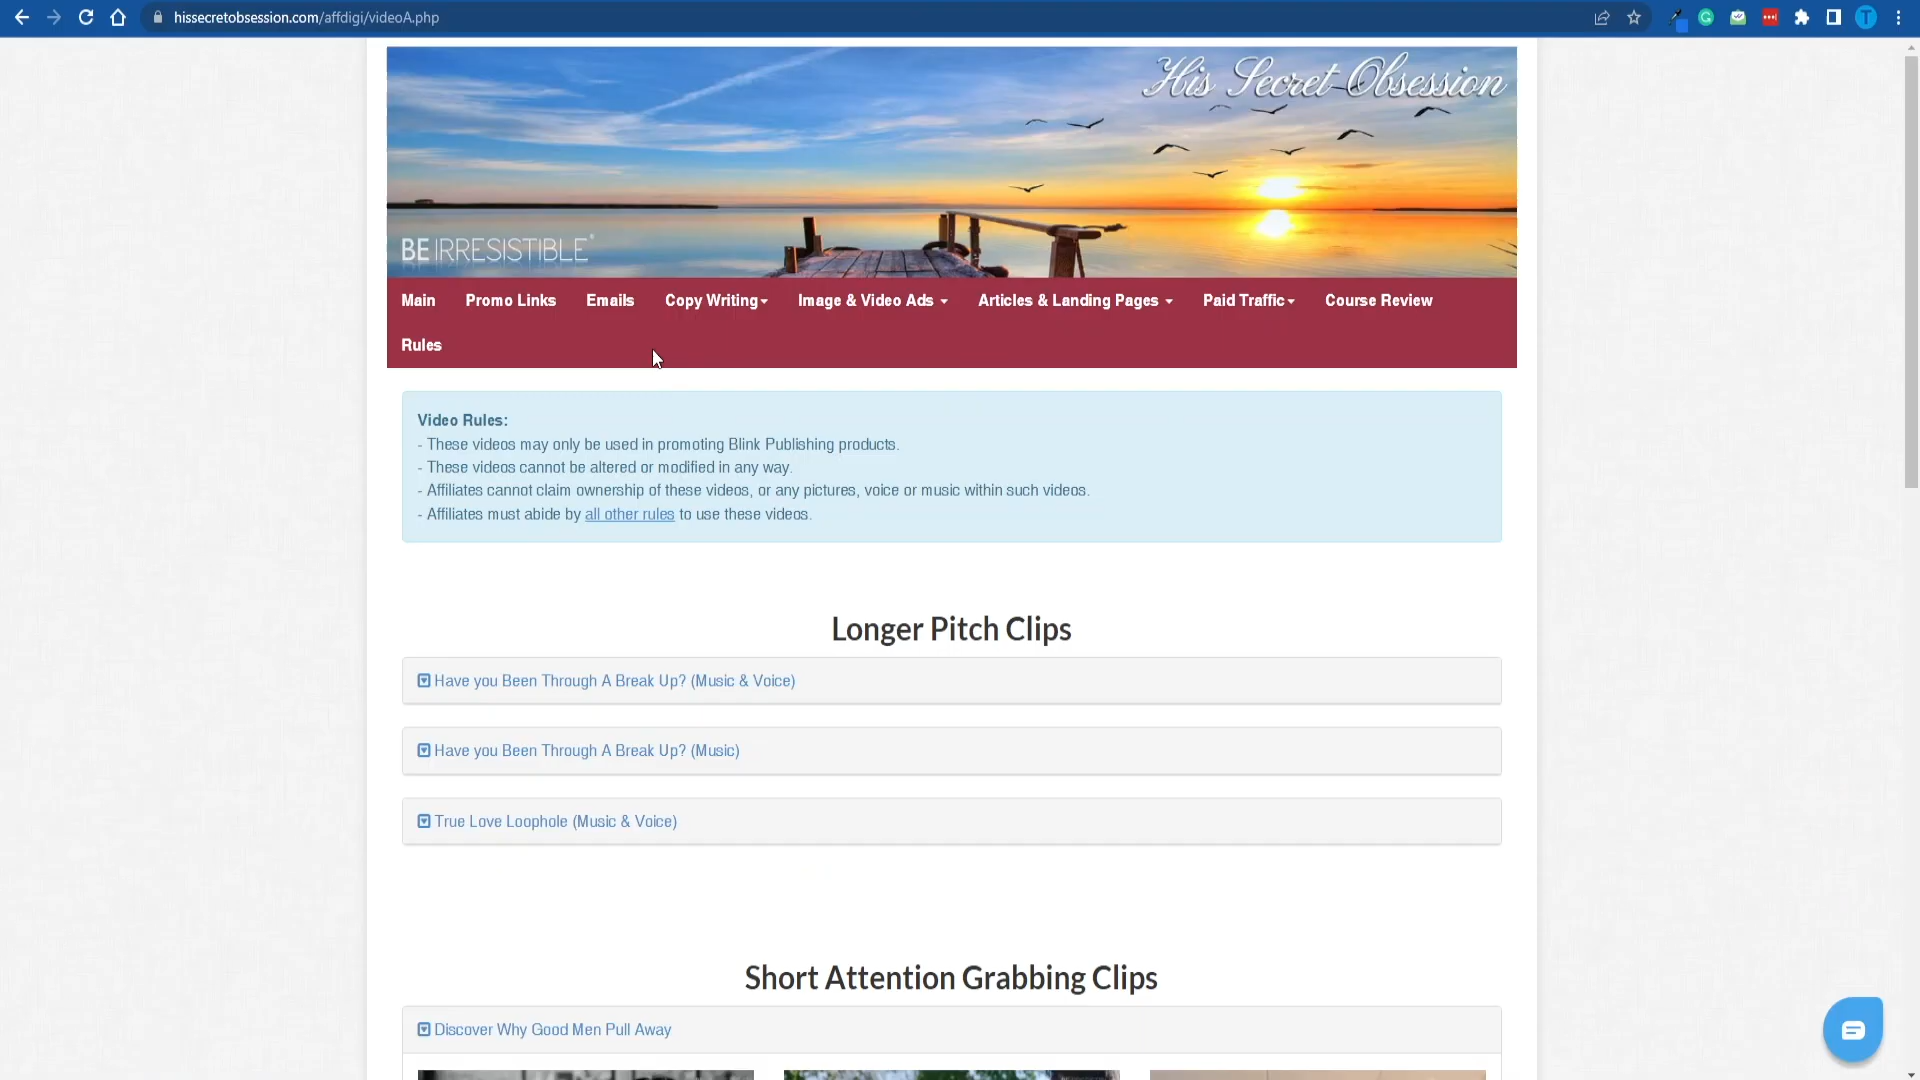 hissecretobsession.com/affdigi/videoA.php
T
His Secret Obsession
BE IRRESISTIBLE®
Main Promo Links Emails Copy Writing Image & Video Ads Articles & Landing Pages Paid Traffic Course Review
Rules
Video Rules:
- These videos may only be used in promoting Blink Publishing products.
- These videos cannot be altered or modified in any way.
- Affiliates cannot claim ownership of these videos, or any pictures, voice or music within such videos.
- Affiliates must abide by all other rules to use these videos.
Longer Pitch Clips
Have you Been Through A Break Up? (Music & Voice)
Have you Been Through A Break Up? (Music)
True Love Loophole (Music & Voice)
Short Attention Grabbing Clips
Discover Why Good Men Pull Away